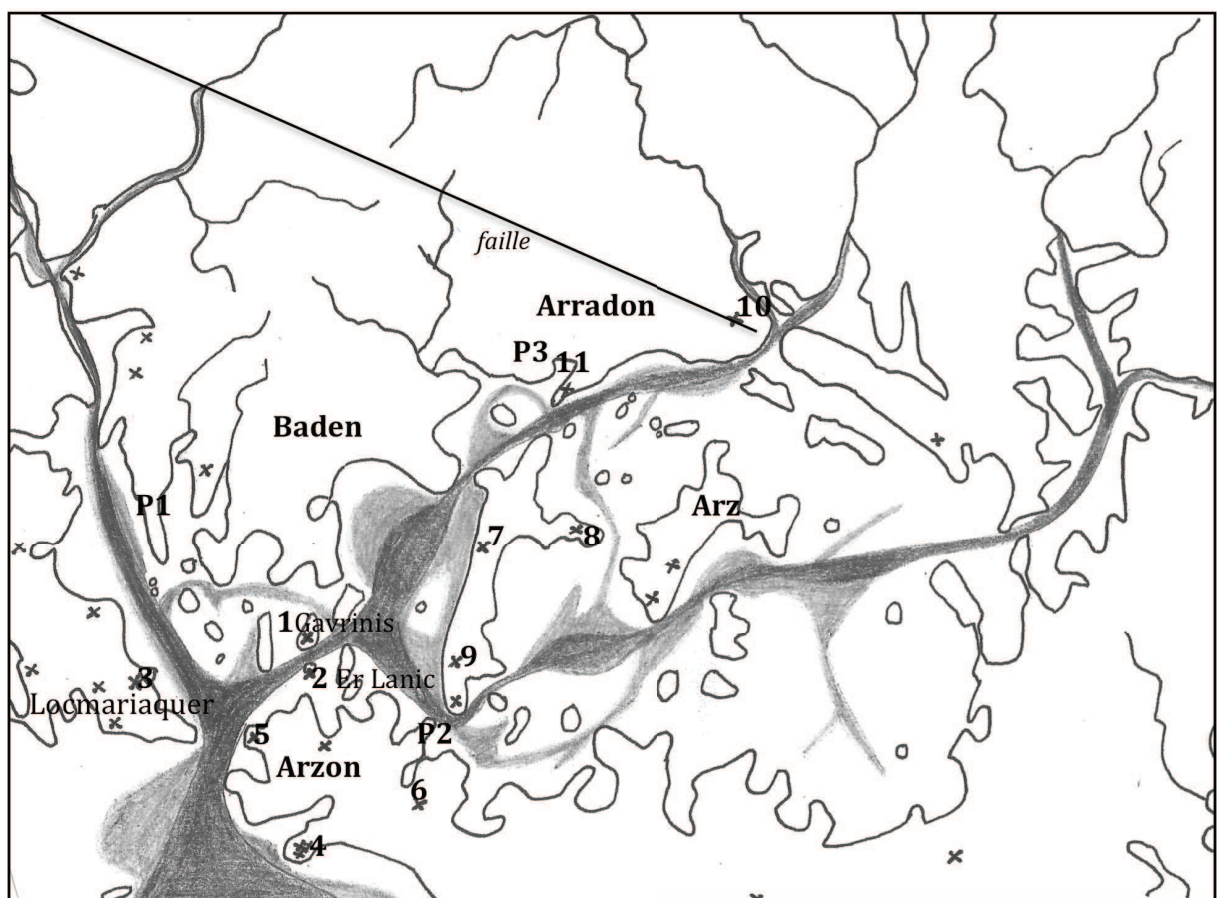 faille
Arradon
10
P3
11
Baden
P1
Arz
7
8
1 Gavrinis
9
2 Er Lanic
3
Locmariaquer
P2
5
Arzon
6
4